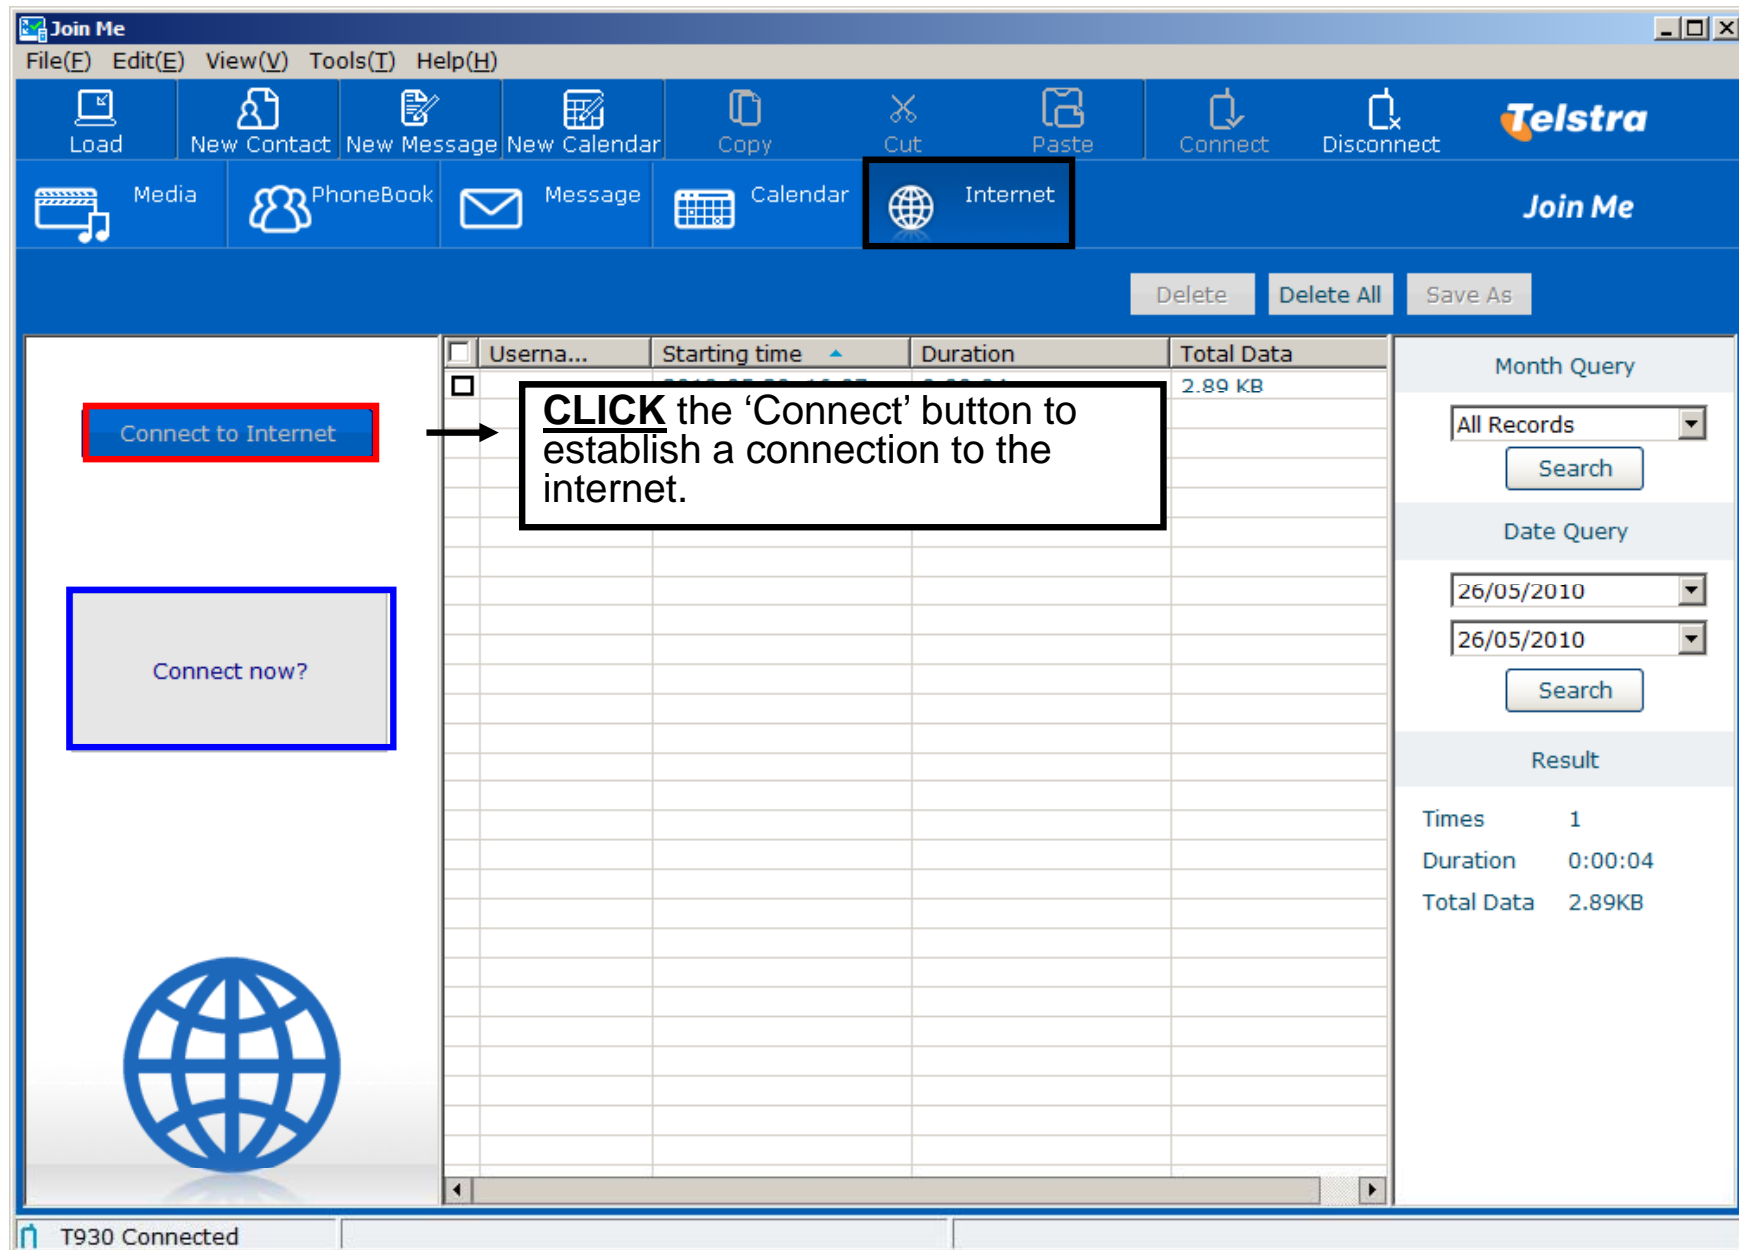 Join Me
File(F) Edit(E) View(V) Tools(T) Help(H)
Load New Contact New Message New Calendar Copy Cut Paste Connect Disconnect Telstra
Media PhoneBook Message Calendar Internet Join Me
Delete Delete All Save As
Userna... Starting time Duration Total Data
2.89 KB
Connect to Internet
CLICK the ‘Connect’ button to
establish a connection to the
internet.
Connect now?
Month Query
All Records
Search
Date Query
26/05/2010
26/05/2010
Search
Result
Times 1
Duration 0:00:04
Total Data 2.89KB
T930 Connected